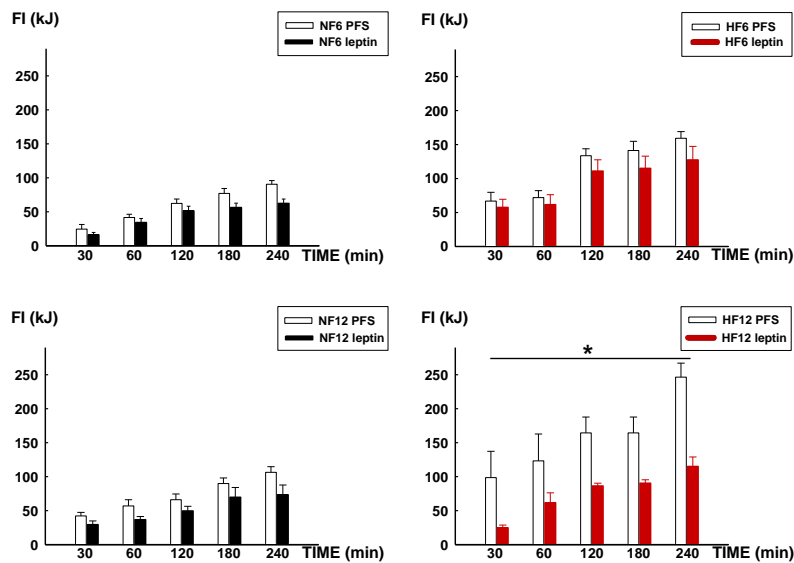 FI (kJ)
NF6 PFS
NF6 leptin
250
200
150
100
50
0
30 60 120 180 240 TIME (min)
FI (kJ)
HF6 PFS
HF6 leptin
250
200
150
100
50
0
30 60 120 180 240 TIME (min)
FI (kJ)
NF12 PFS
NF12 leptin
250
200
150
100
50
0
30 60 120 180 240 TIME (min)
FI (kJ)
HF12 PFS
HF12 leptin
*
250
200
150
100
50
0
30 60 120 180 240 TIME (min)